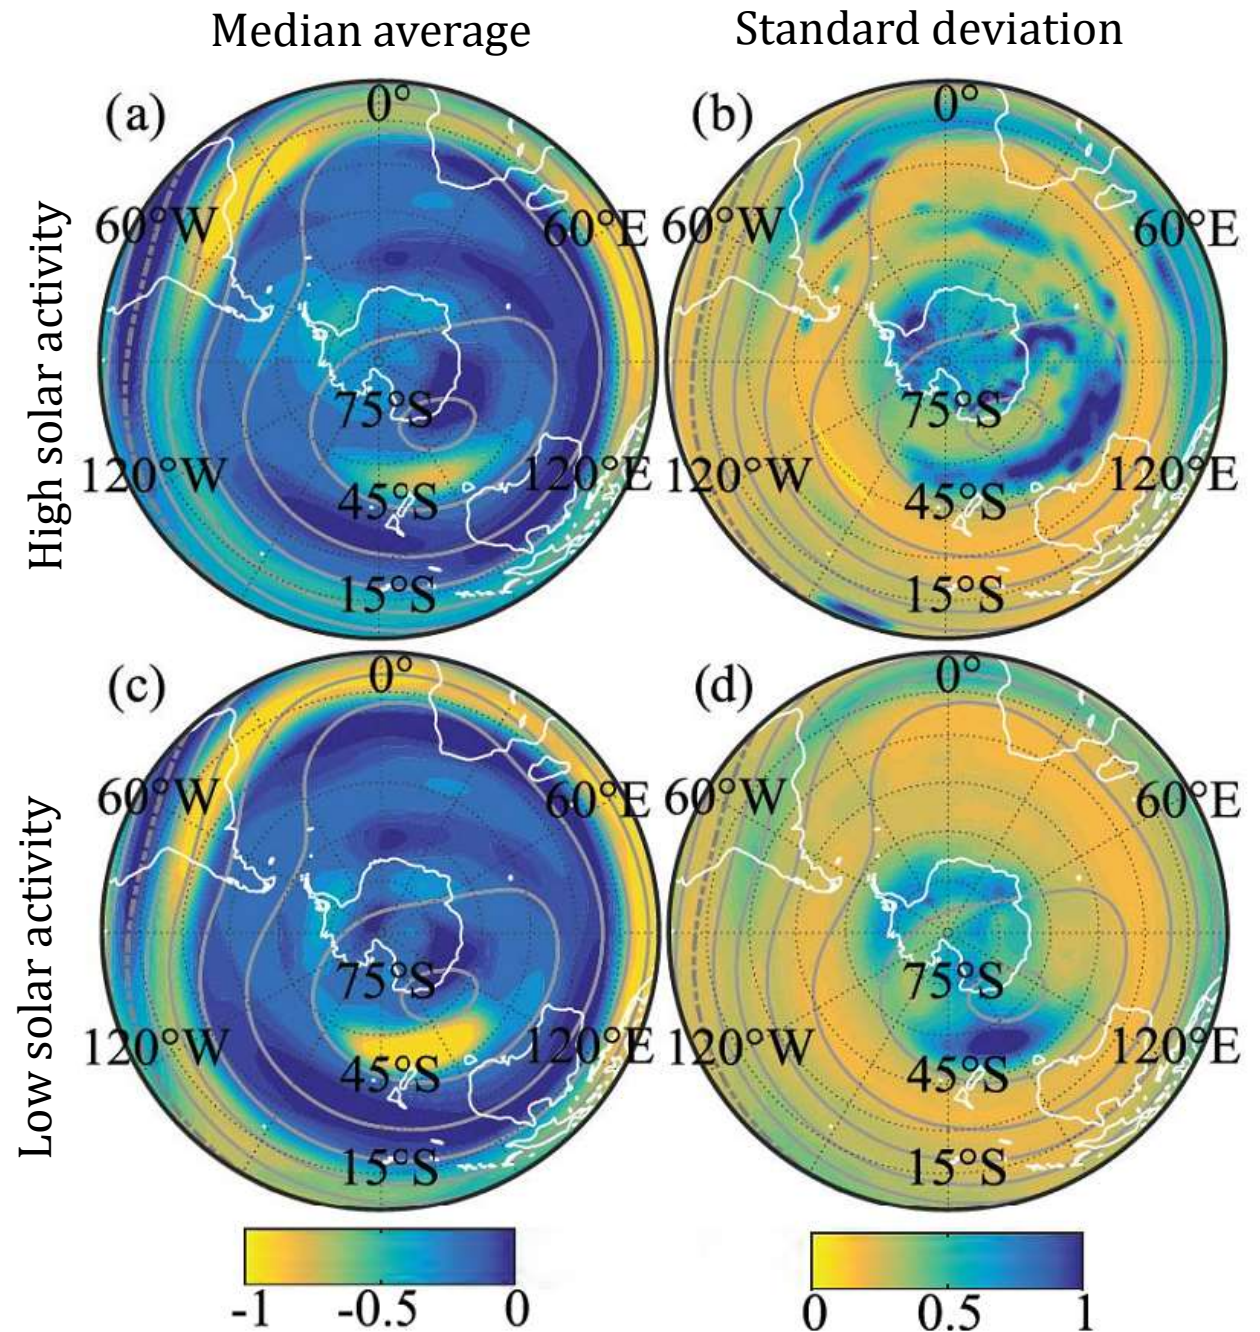 Median average
Standard deviation
High solar activity
(a)
0°
60°W
60°E
75°S
120°W
120°E
45°S
15°S
(b)
0°
60°W
60°E
75°S
120°W
120°E
45°S
15°S
Low solar activity
(c)
0°
60°W
60°E
75°S
120°W
120°E
45°S
15°S
(d)
0°
60°W
60°E
75°S
120°W
120°E
45°S
15°S
-1 -0.5 0
0 0.5 1